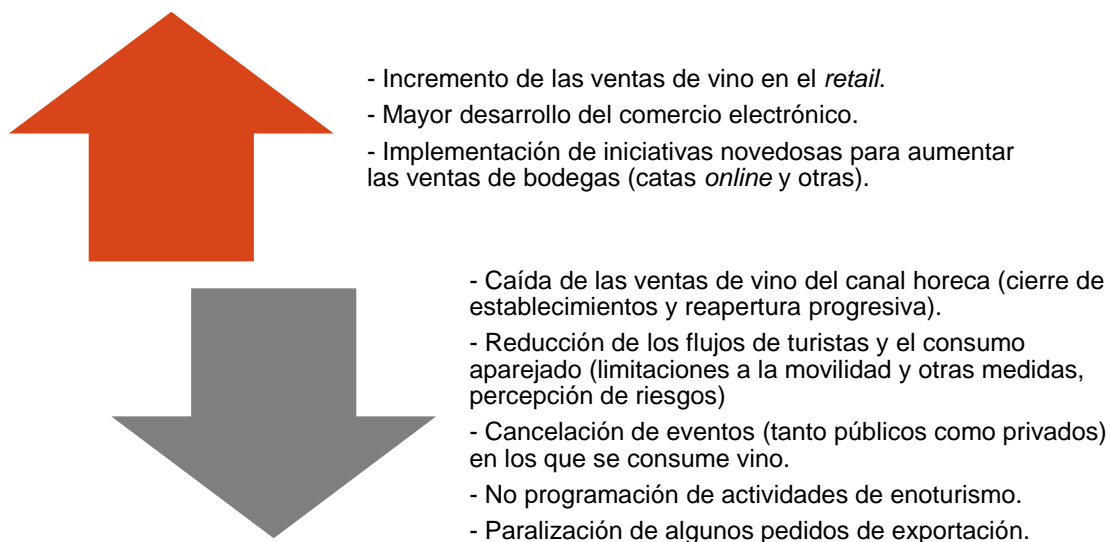 - Incremento de las ventas de vino en el retail.
- Mayor desarrollo del comercio electrónico.
- Implementación de iniciativas novedosas para aumentar
las ventas de bodegas (catas online y otras).
- Caída de las ventas de vino del canal horeca (cierre de
establecimientos y reapertura progresiva).
- Reducción de los flujos de turistas y el consumo
aparejado (limitaciones a la movilidad y otras medidas,
percepción de riesgos)
- Cancelación de eventos (tanto públicos como privados)
en los que se consume vino.
- No programación de actividades de enoturismo.
- Paralización de algunos pedidos de exportación.